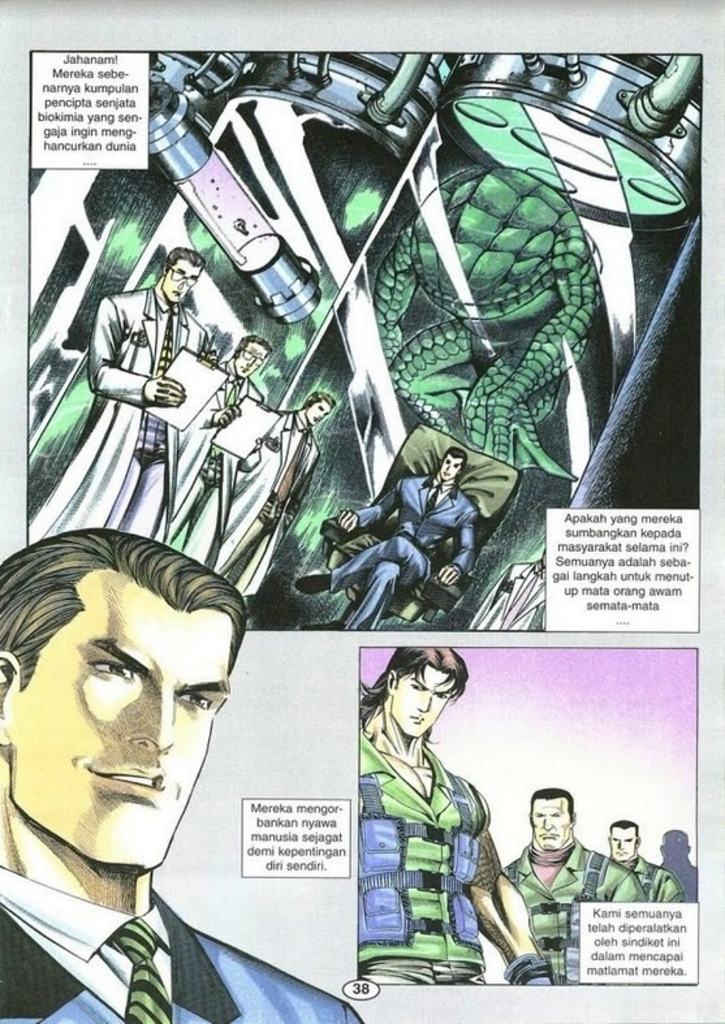 Jahanam!
Mereka sebe-
narnya kumpulan
pencipta senjata
biokimia yang sen-
gaja ingin meng-
hancurkan dunia
....
Apakah yang mereka
sumbangkan kepada
masyarakat selama ini?
Semuanya adalah seba-
gai langkah untuk menut-
up mata orang awam
semata-mata
....
Mereka mengor-
bankan nyawa
manusia sejagat
demi kepentingan
diri sendiri.
Kami semuanya
telah diperalatkan
oleh sindiket ini
dalam mencapai
matlamat mereka.
38